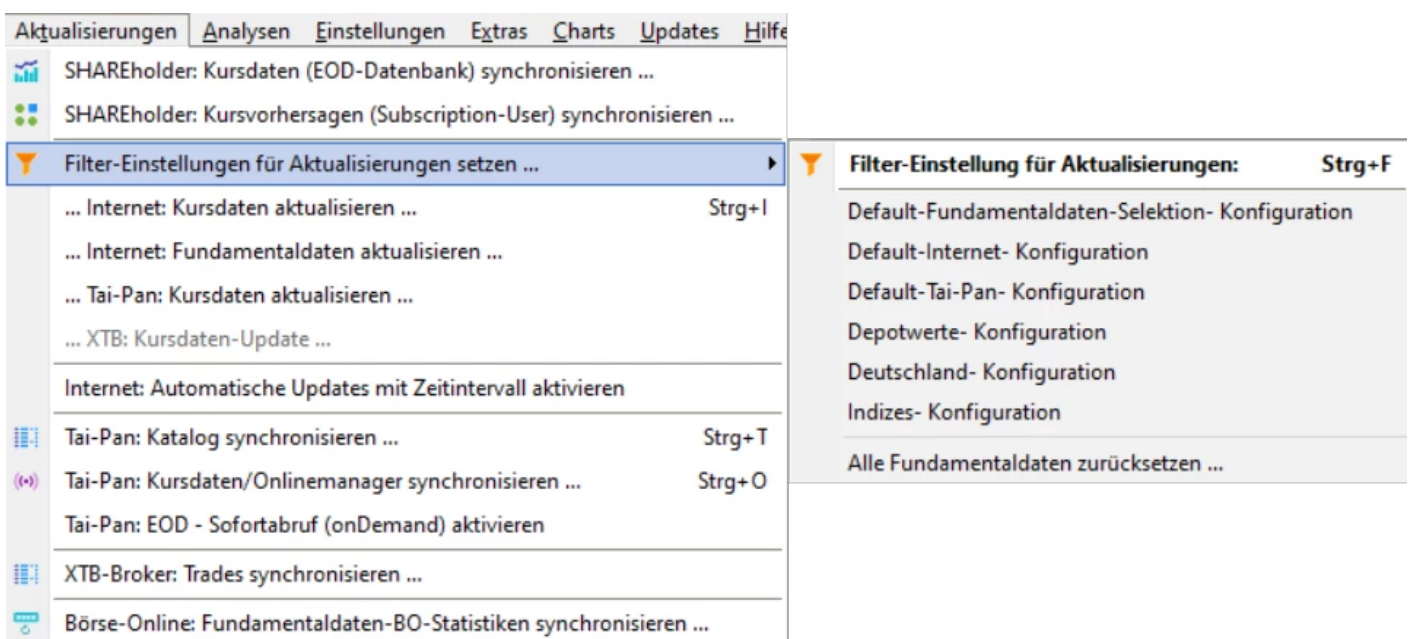 Aktualisierungen Analysen Einstellungen Extras Charts Updates Hilfe
SHAREholder: Kursdaten (EOD-Datenbank) synchronisieren ...
SHAREholder: Kursvorhersagen (Subscription-User) synchronisieren ...
Filter-Einstellungen für Aktualisierungen setzen ...
... Internet: Kursdaten aktualisieren ... Strg+I
... Internet: Fundamentaldaten aktualisieren ...
... Tai-Pan: Kursdaten aktualisieren ...
... XTB: Kursdaten-Update ...
Internet: Automatische Updates mit Zeitintervall aktivieren
Tai-Pan: Katalog synchronisieren ... Strg+T
Tai-Pan: Kursdaten/Onlinemanager synchronisieren ... Strg+O
Tai-Pan: EOD - Sofortabruf (onDemand) aktivieren
XTB-Broker: Trades synchronisieren ...
Börse-Online: Fundamentaldaten-BO-Statistiken synchronisieren ...
Filter-Einstellung für Aktualisierungen: Strg+F
Default-Fundamentaldaten-Selektion- Konfiguration
Default-Internet- Konfiguration
Default-Tai-Pan- Konfiguration
Depotwerte- Konfiguration
Deutschland- Konfiguration
Indizes- Konfiguration
Alle Fundamentaldaten zurücksetzen ...